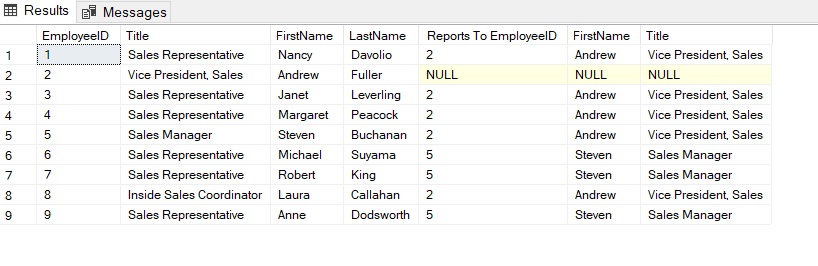 Results Messages
EmployeeID Title FirstName LastName Reports To EmployeeID FirstName Title
1 1 Sales Representative Nancy Davolio 2 Andrew Vice President, Sales
2 2 Vice President, Sales Andrew Fuller NULL NULL NULL
3 3 Sales Representative Janet Leverling 2 Andrew Vice President, Sales
4 4 Sales Representative Margaret Peacock 2 Andrew Vice President, Sales
5 5 Sales Manager Steven Buchanan 2 Andrew Vice President, Sales
6 6 Sales Representative Michael Suyama 5 Steven Sales Manager
7 7 Sales Representative Robert King 5 Steven Sales Manager
8 8 Inside Sales Coordinator Laura Callahan 2 Andrew Vice President, Sales
9 9 Sales Representative Anne Dodsworth 5 Steven Sales Manager